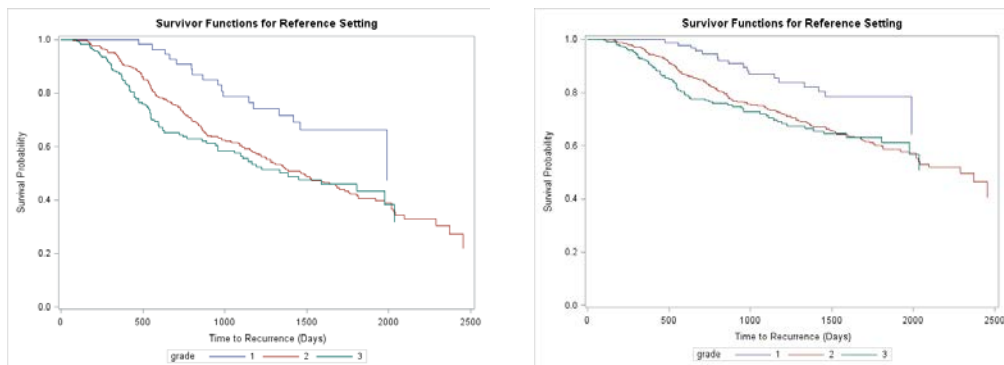 Survivor Functions for Reference Setting
1.0
0.8
0.6
0.4
0.2
0.0
Survival Probability
0 500 1000 1500 2000 2500
Time to Recurrence (Days)
grade 1 2 3
Survivor Functions for Reference Setting
1.0
0.8
0.6
0.4
0.2
0.0
Survival Probability
0 500 1000 1500 2000 2500
Time to Recurrence (Days)
grade 1 2 3